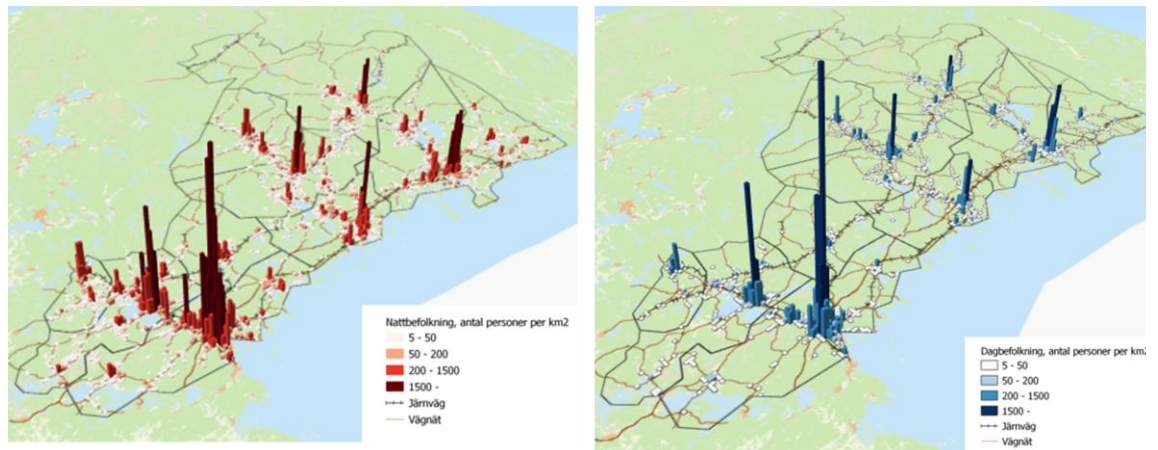 Nattbefolkning, antal personer per km2
5 - 50
50 - 200
200 - 1500
1500 -
Järnväg
Vägnät
Dagbefolkning, antal personer per km2
5 - 50
50 - 200
200 - 1500
1500 -
Järnväg
Vägnät